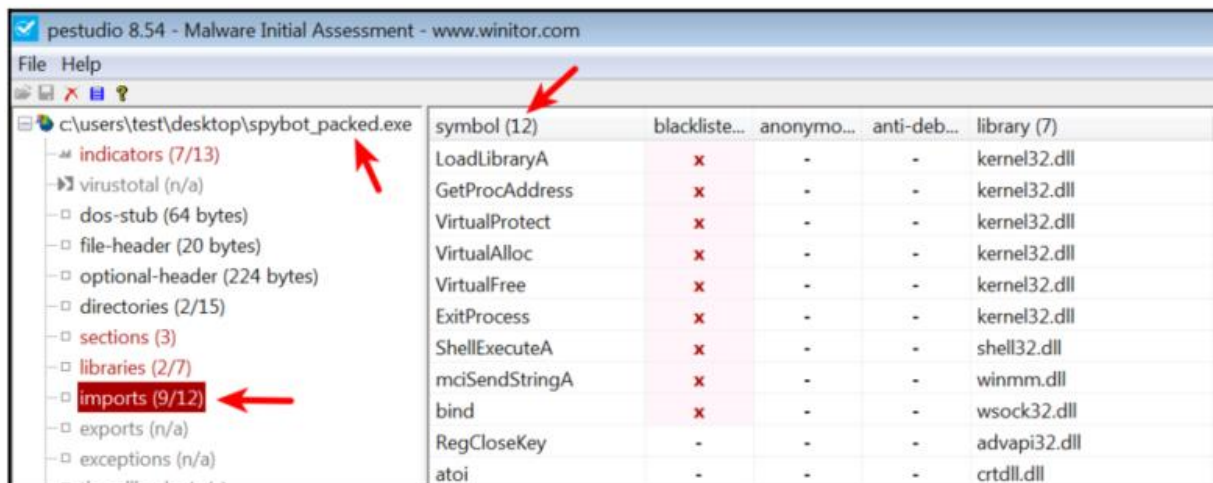 pestudio 8.54 - Malware Initial Assessment - www.winitor.com
File Help
c:\users\test\desktop\spybot_packed.exe
indicators (7/13)
virustotal (n/a)
dos-stub (64 bytes)
file-header (20 bytes)
optional-header (224 bytes)
directories (2/15)
sections (3)
libraries (2/7)
imports (9/12)
exports (n/a)
exceptions (n/a)
symbol (12) blackliste... anonymo... anti-deb... library (7)
LoadLibraryA x - - kernel32.dll
GetProcAddress x - - kernel32.dll
VirtualProtect x - - kernel32.dll
VirtualAlloc x - - kernel32.dll
VirtualFree x - - kernel32.dll
ExitProcess x - - kernel32.dll
ShellExecuteA x - - shell32.dll
mciSendStringA x - - winmm.dll
bind x - - wsock32.dll
RegCloseKey - - - advapi32.dll
atoi - - - crtdll.dll